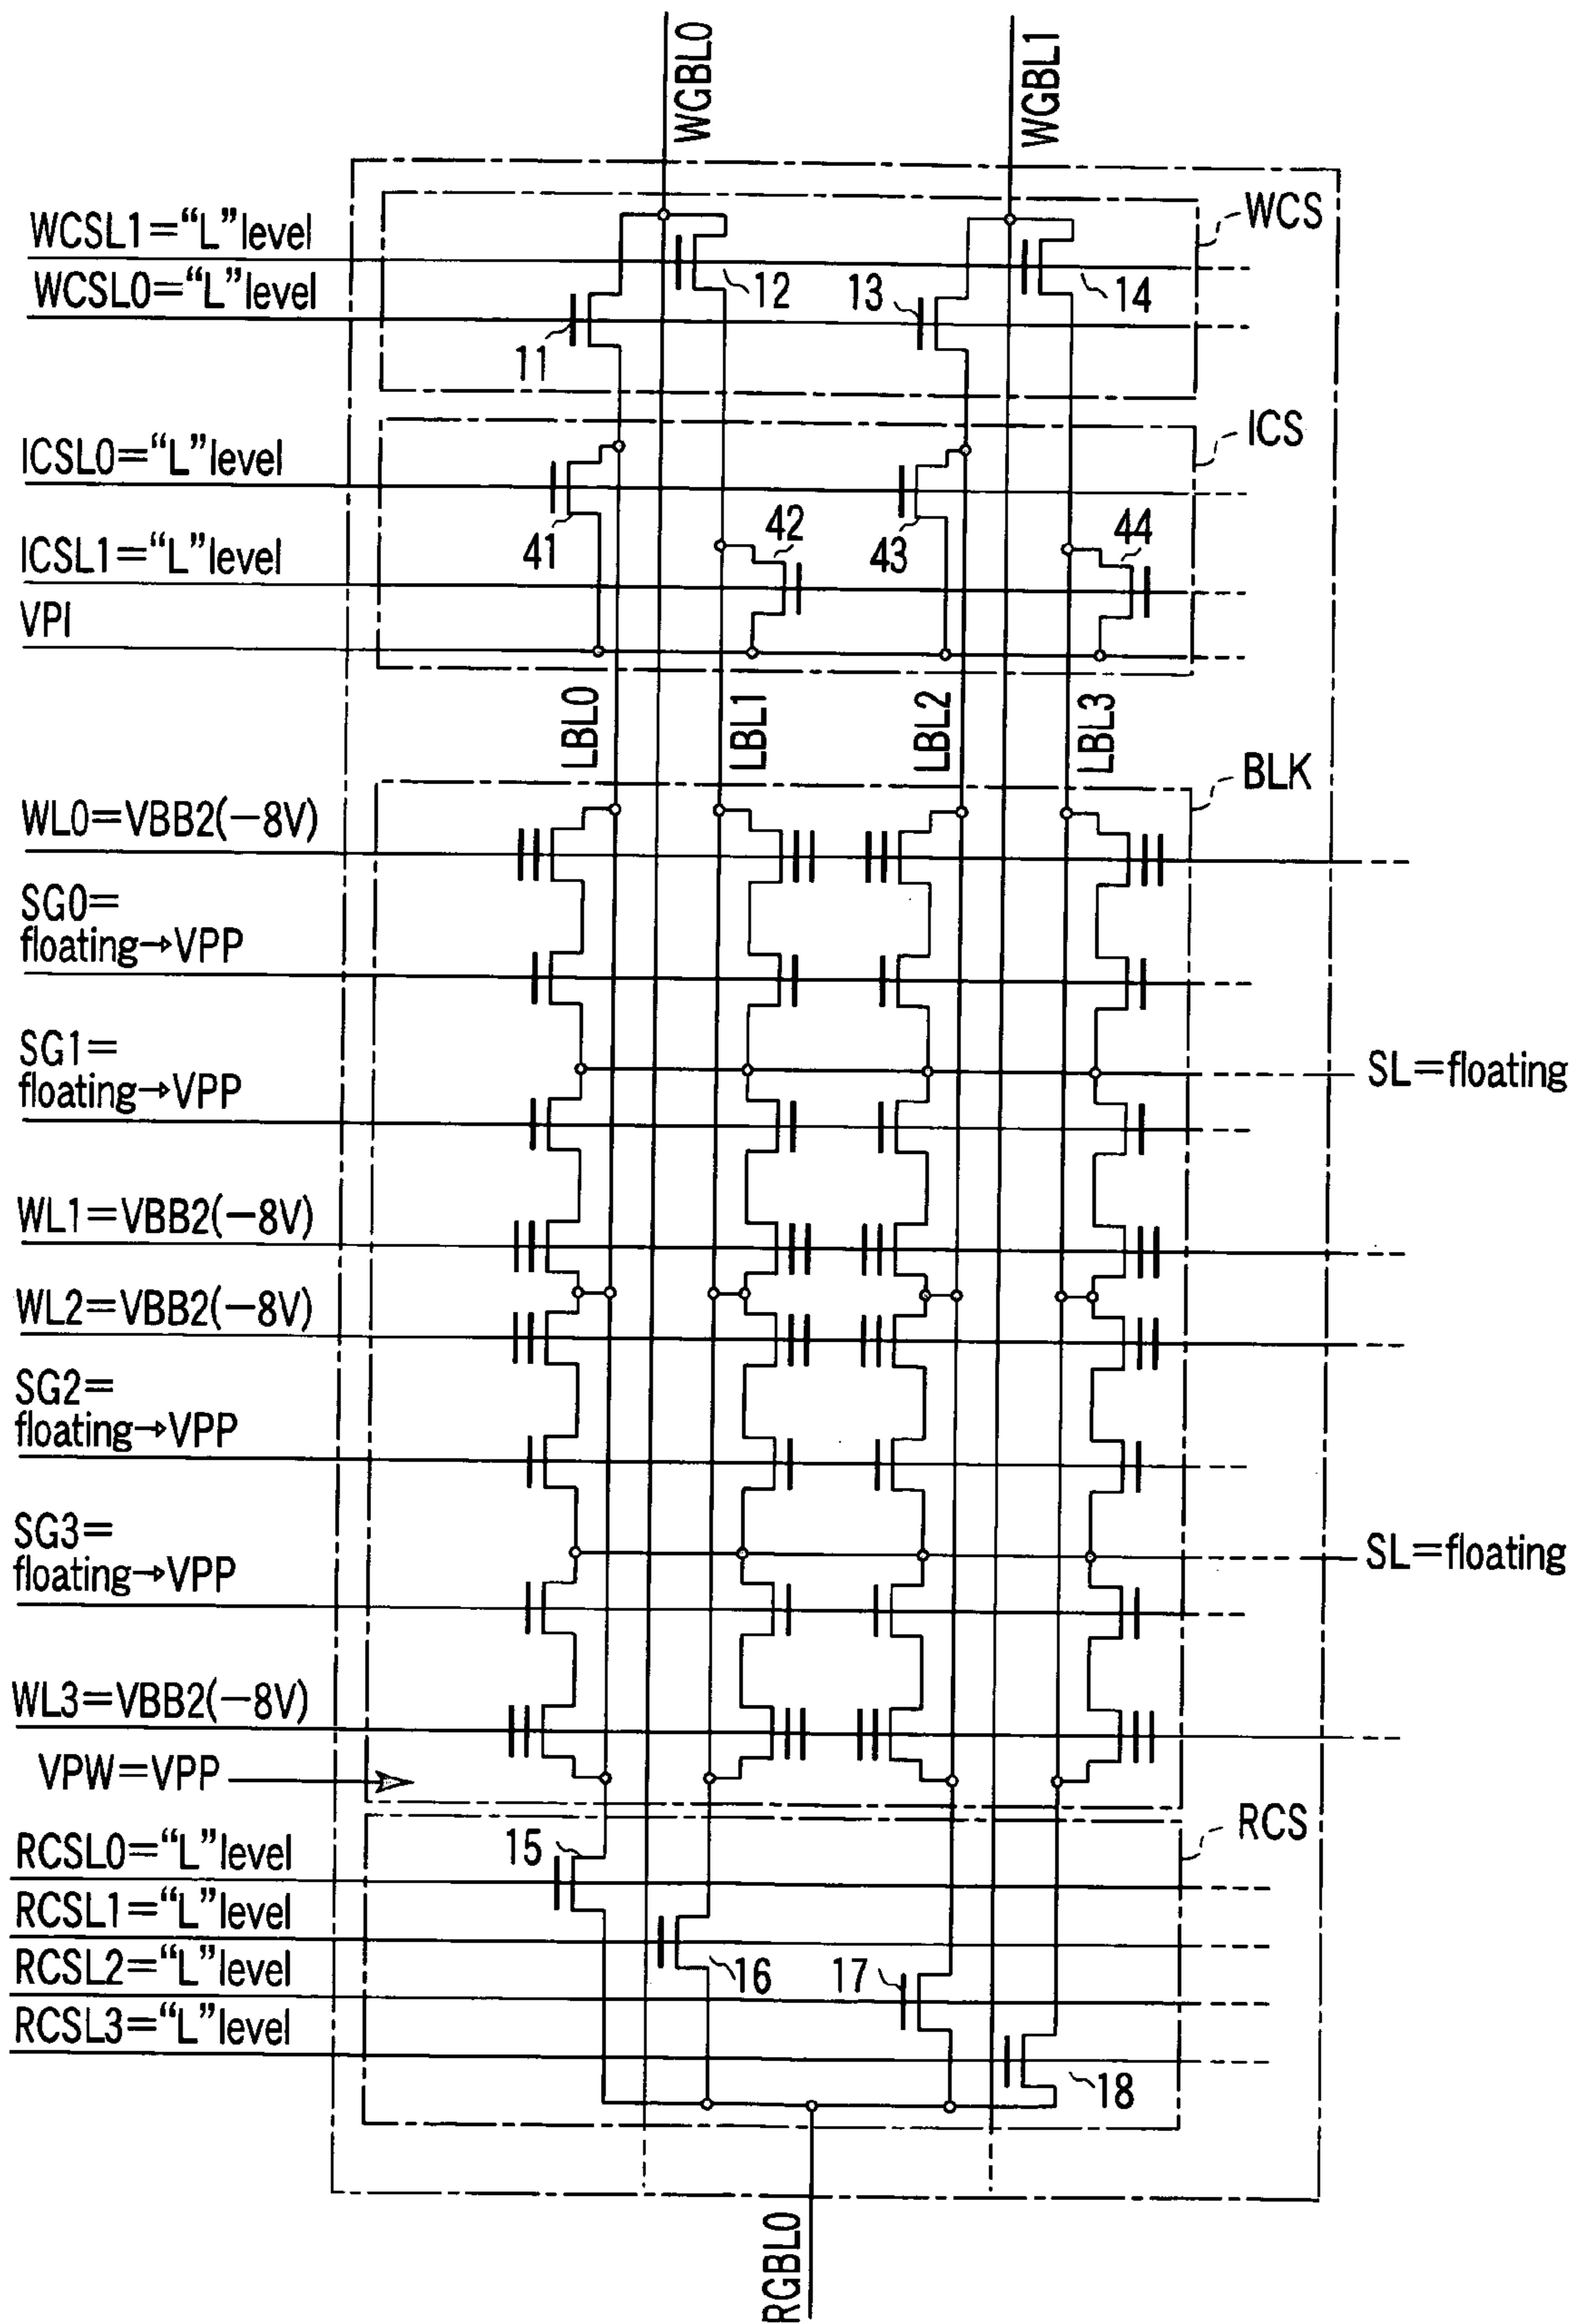 WGBL0
WGBL1
WCS
WCSL1=“L”level
12
14
WCSL0=“L”level
13
11
ICS
ICSL0=“L”level
41
43
42
44
ICSL1=“L”level
VPI
LBL0
LBL1
LBL2
LBL3
BLK
WL0=VBB2(−8V)
SG0=
floating→VPP
SG1=
floating→VPP
SL=floating
WL1=VBB2(−8V)
WL2=VBB2(−8V)
SG2=
floating→VPP
SG3=
floating→VPP
SL=floating
WL3=VBB2(−8V)
VPW=VPP
RCS
15
RCSL0=“L”level
RCSL1=“L”level
16
17
RCSL2=“L”level
RCSL3=“L”level
18
RGBL0